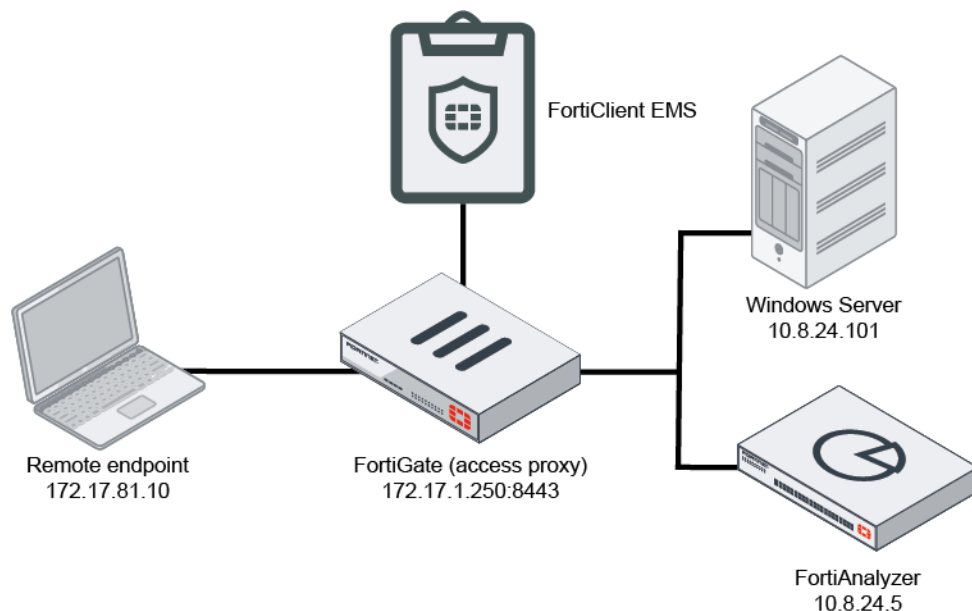 FortiClient EMS
Windows Server
10.8.24.101
FORTINET
Remote endpoint
172.17.81.10
FortiGate (access proxy)
172.17.1.250:8443
FortiAnalyzer
10.8.24.5